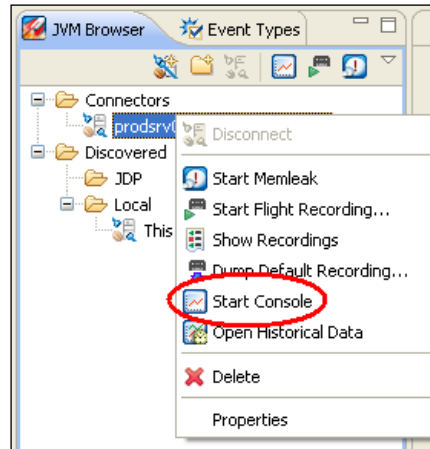 JVM Browser Event Types
Connectors
prodsrv
Disconnect
Discovered
JDP
Start Memleak
Local
Start Flight Recording...
This
Show Recordings
Dump Default Recording...
Start Console
Open Historical Data
Delete
Properties